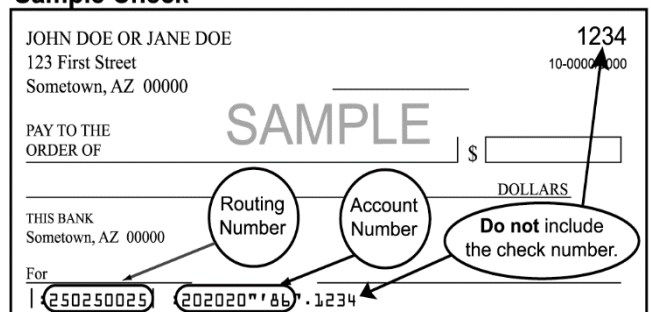 Sample Check
JOHN DOE OR JANE DOE
1234
123 First Street
10-0000/0000
Sometown, AZ  00000
SAMPLE
PAY TO THE
ORDER OF
$
DOLLARS
Routing
Number
Account
Number
Do not include
the check number.
THIS BANK
Sometown, AZ  00000
For
|:250250025| :202020"'86".1234